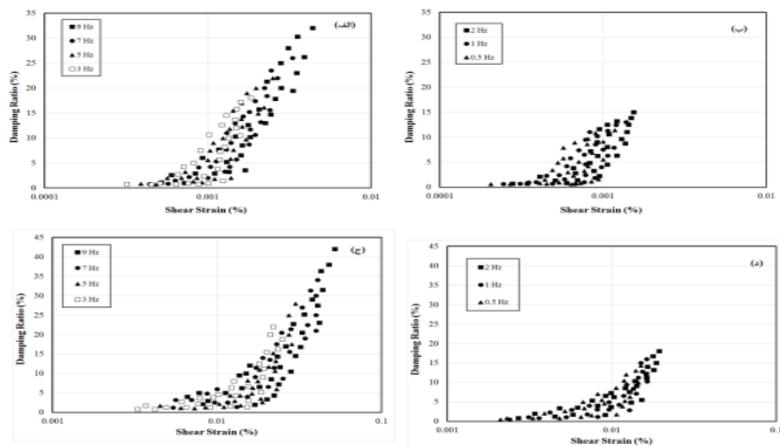 35
30
25
20
15
10
5
0
Damping Ratio (%)
9 Hz
7 Hz
5 Hz
3 Hz
(الف)
0.0001
0.001
0.01
Shear Strain (%)
35
30
25
20
15
10
5
0
Damping Ratio (%)
2 Hz
1 Hz
0.5 Hz
(ب)
0.0001
0.001
0.01
Shear Strain (%)
45
40
35
30
25
20
15
10
5
0
Damping Ratio (%)
9 Hz
7 Hz
5 Hz
3 Hz
(ج)
0.001
0.01
0.1
Shear Strain (%)
45
40
35
30
25
20
15
10
5
0
Damping Ratio (%)
2 Hz
1 Hz
0.5 Hz
(د)
0.001
0.01
Shear Strain (%)